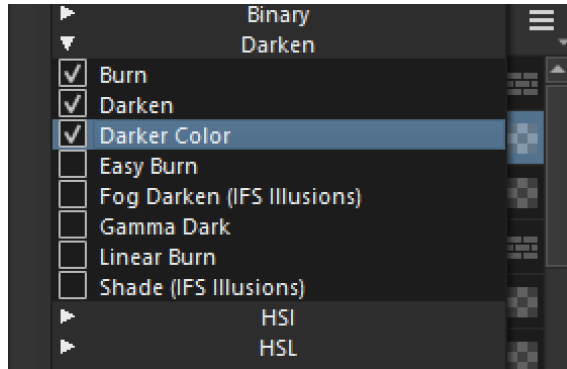 Binary
Darken
Burn
Darken
Darker Color
Easy Burn
Fog Darken (IFS Illusions)
Gamma Dark
Linear Burn
Shade (IFS Illusions)
HSI
HSL